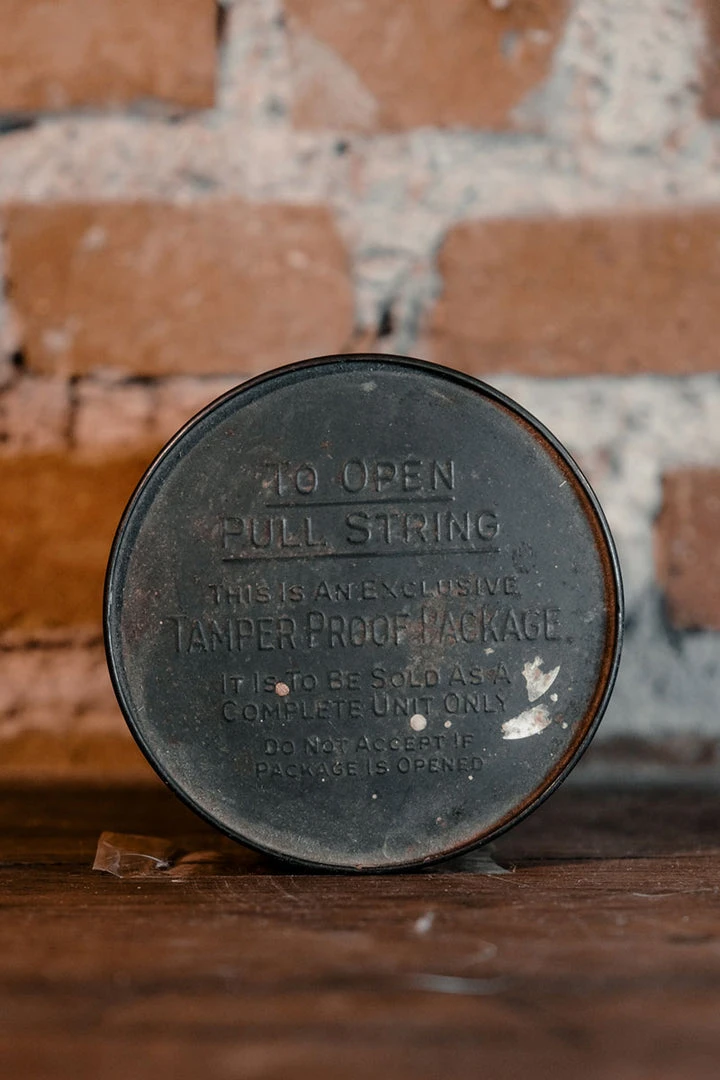 TO OPEN
PULL STRING
THIS IS AN EXCLUSIVE
TAMPER PROOF PACKAGE
IT IS TO BE SOLD AS A
COMPLETE UNIT ONLY
DO NOT ACCEPT IF
PACKAGE IS OPENED